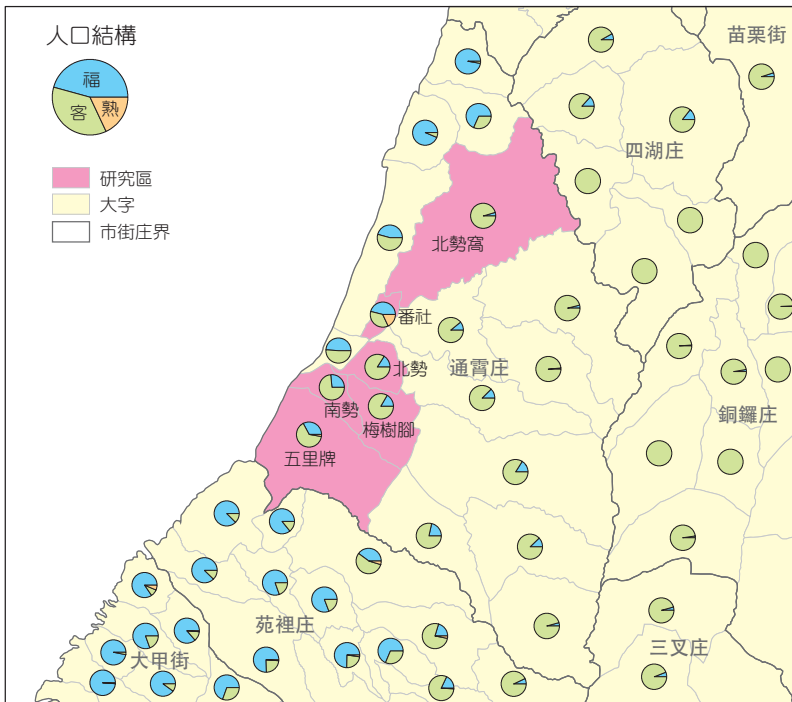 人口結構
福
客
熟
研究區
大字
市街庄界
苗栗街
四湖庄
北勢窩
番社
通霄庄
北勢
南勢
梅樹腳
五里牌
銅鑼庄
苑裡庄
大甲街
三叉庄